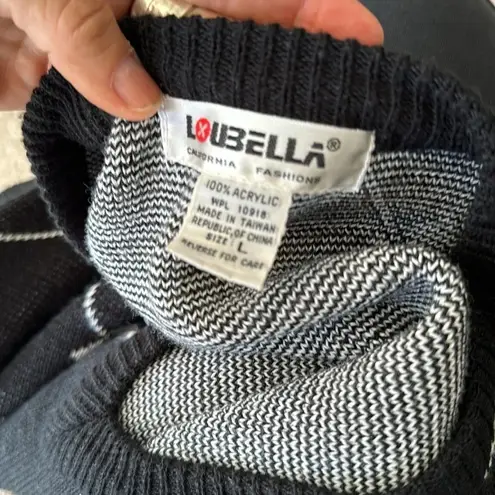 LOUBELLA®
CALIFORNIA FASHIONS
100% ACRYLIC
WPL 10918
MADE IN TAIWAN
REPUBLIC OF CHINA
SIZE: L
REVERSE FOR CARE